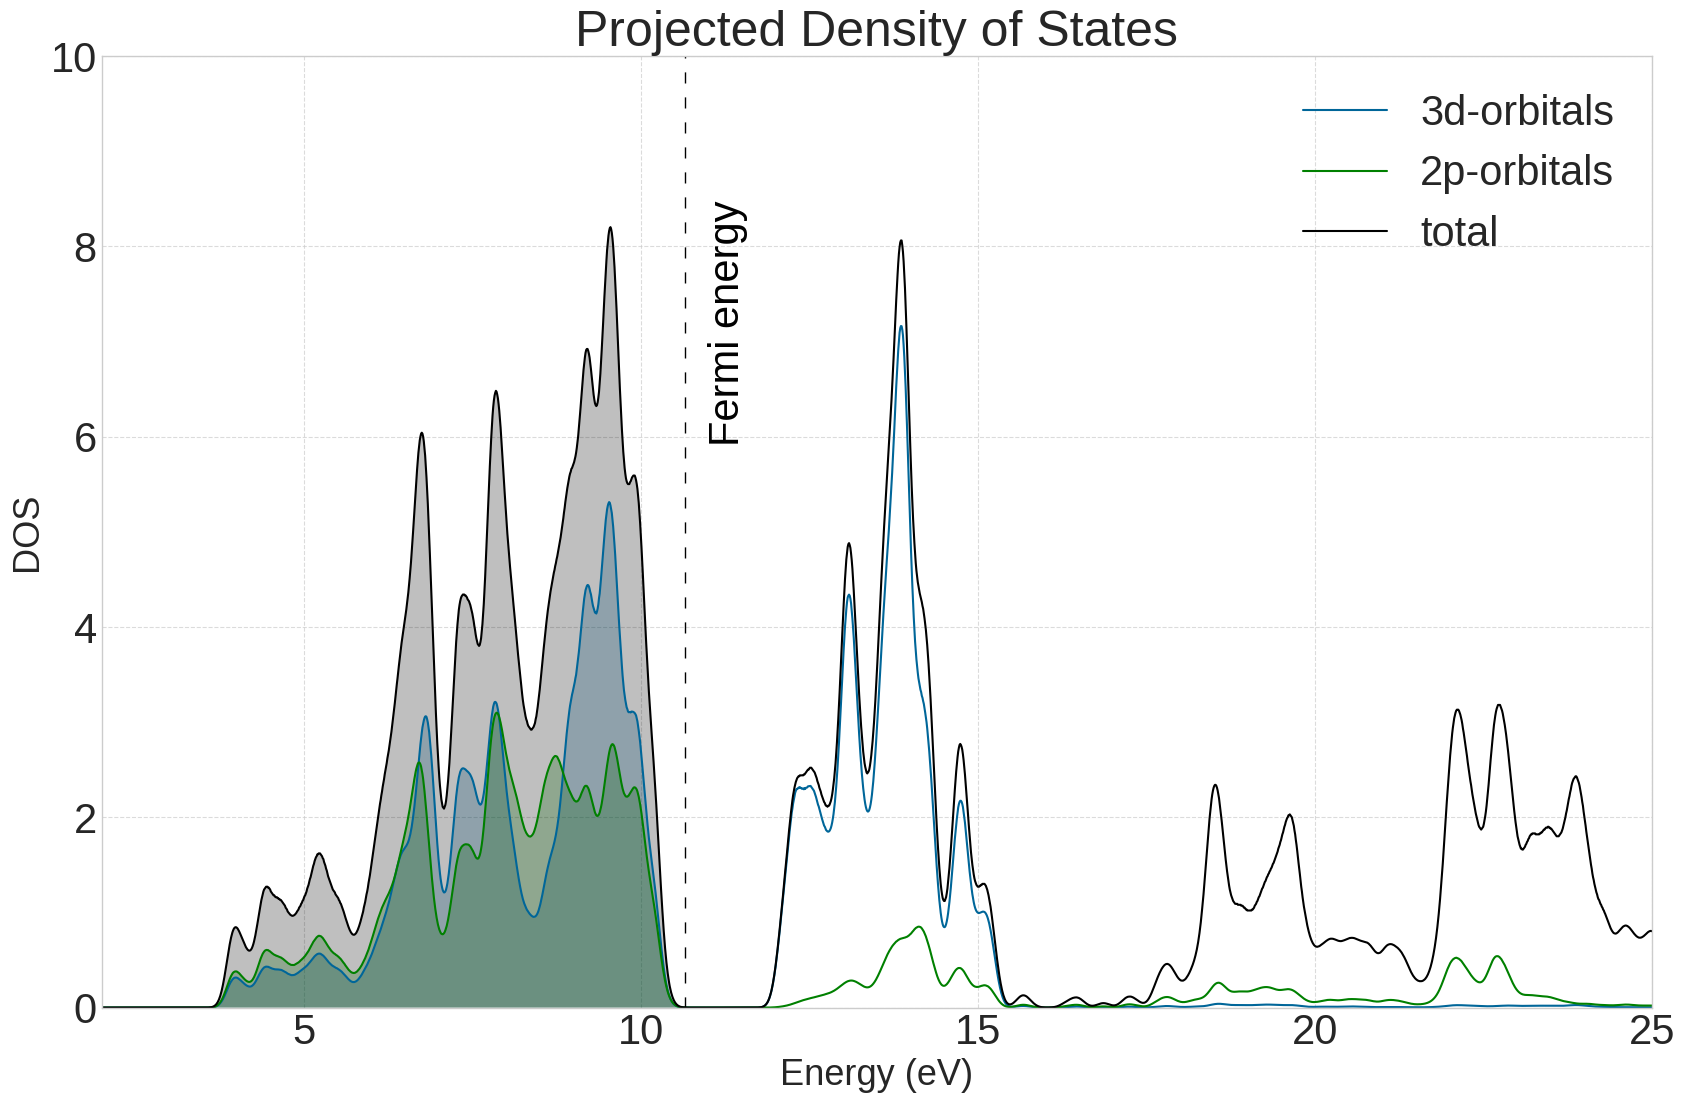 Projected Density of States
10
8
6
4
2
0
DOS
3d-orbitals
2p-orbitals
total
Fermi energy
5
10
15
20
25
Energy (eV)